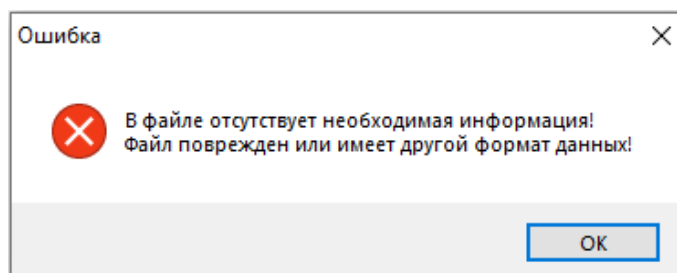 Ошибка
В файле отсутствует необходимая информация!
Файл поврежден или имеет другой формат данных!
OK